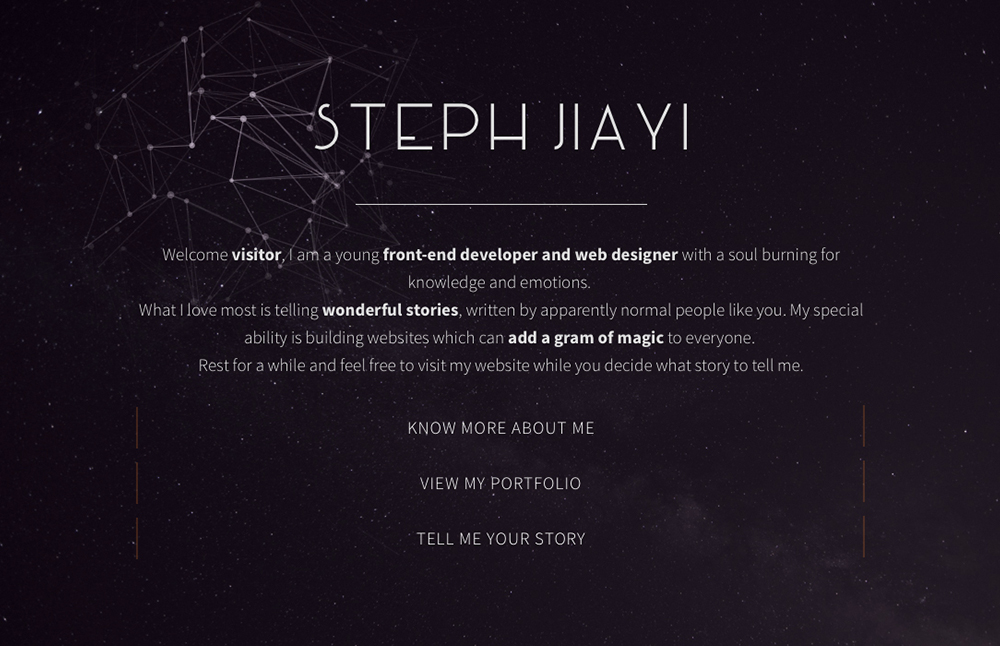 STEPH JIAYI
Welcome visitor, I am a young front-end developer and web designer with a soul burning for
knowledge and emotions.
What I love most is telling wonderful stories, written by apparently normal people like you. My special
ability is building websites which can add a gram of magic to everyone.
Rest for a while and feel free to visit my website while you decide what story to tell me.
KNOW MORE ABOUT ME
VIEW MY PORTFOLIO
TELL ME YOUR STORY